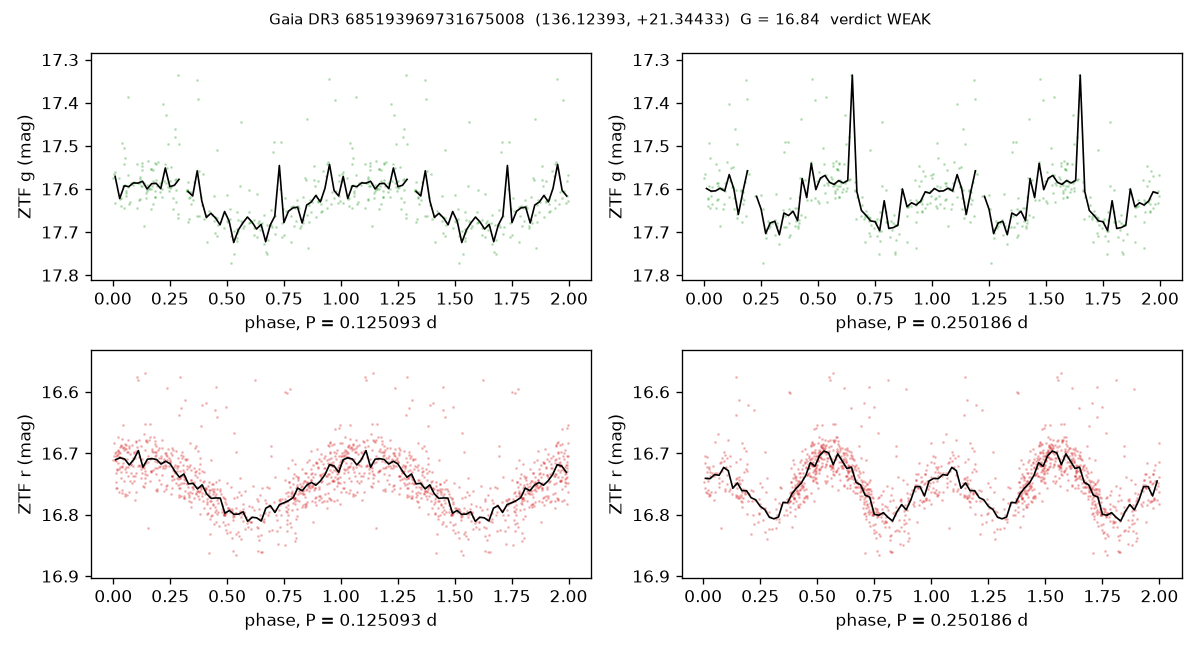 Gaia DR3 685193969731675008  (136.12393, +21.34433)  G = 16.84  verdict WEAK
ZTF g (mag)
17.3
17.4
17.5
17.6
17.7
17.8
0.00 0.25 0.50 0.75 1.00 1.25 1.50 1.75 2.00
phase, P = 0.125093 d
ZTF g (mag)
17.3
17.4
17.5
17.6
17.7
17.8
0.00 0.25 0.50 0.75 1.00 1.25 1.50 1.75 2.00
phase, P = 0.250186 d
ZTF r (mag)
16.6
16.7
16.8
16.9
0.00 0.25 0.50 0.75 1.00 1.25 1.50 1.75 2.00
phase, P = 0.125093 d
ZTF r (mag)
16.6
16.7
16.8
16.9
0.00 0.25 0.50 0.75 1.00 1.25 1.50 1.75 2.00
phase, P = 0.250186 d